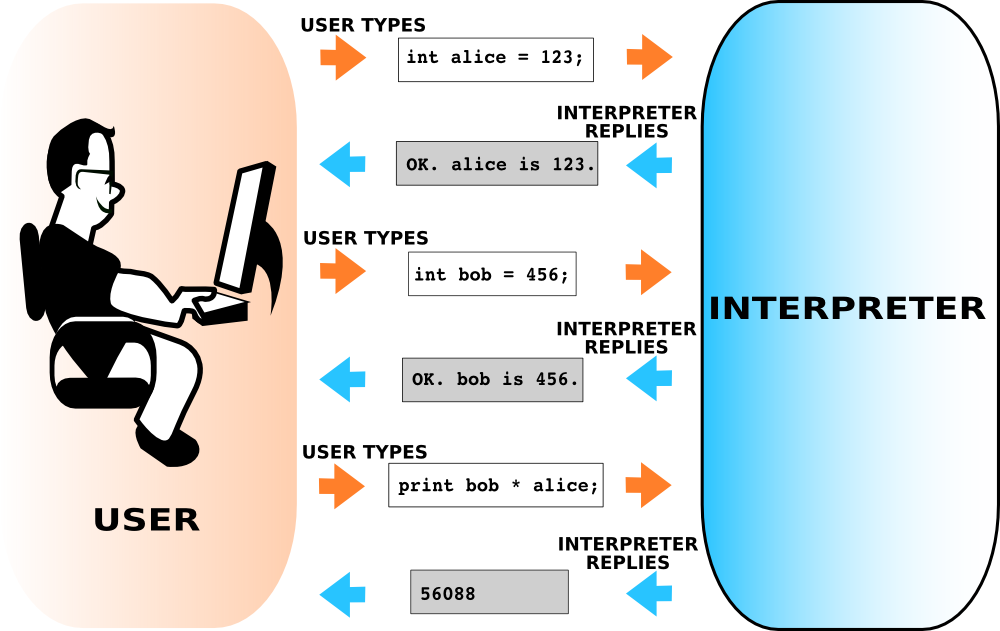 USER TYPES
int alice = 123;
INTERPRETER
REPLIES
OK. alice is 123.
USER TYPES
int bob = 456;
INTERPRETER
INTERPRETER
REPLIES
OK. bob is 456.
USER TYPES
print bob * alice;
USER
INTERPRETER
REPLIES
56088